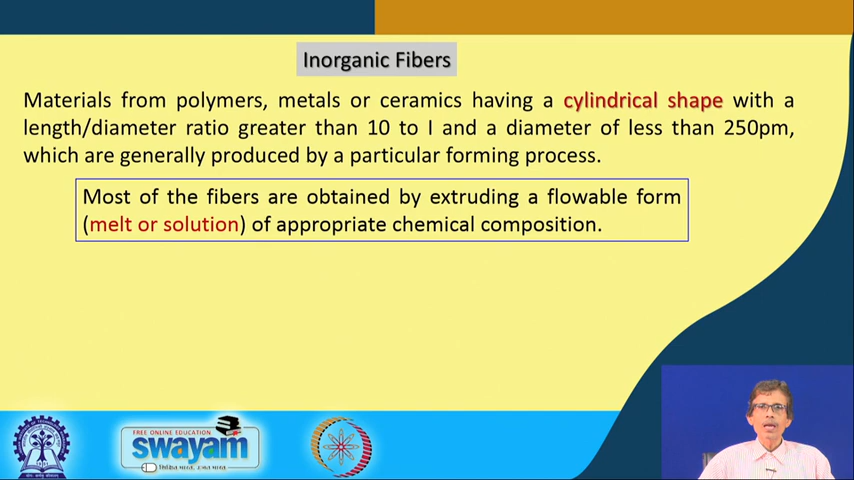 Inorganic Fibers
Materials from polymers, metals or ceramics having a cylindrical shape with a
length/diameter ratio greater than 10 to I and a diameter of less than 250pm,
which are generally produced by a particular forming process.
Most of the fibers are obtained by extruding a flowable form
(melt or solution) of appropriate chemical composition.
FREE ONLINE EDUCATION
swayam